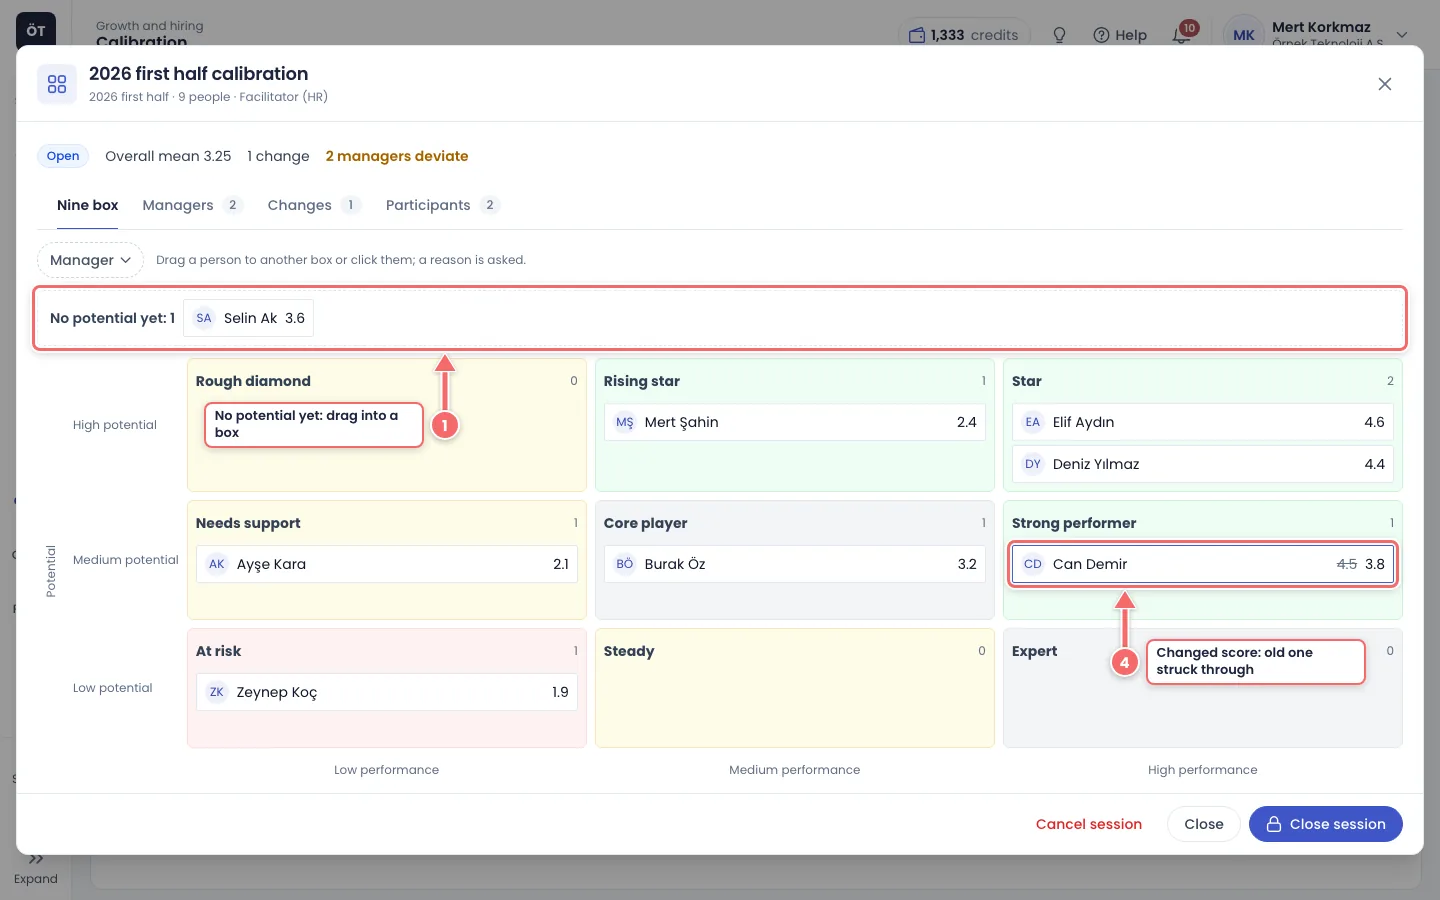 ÖT
Growth and hiring
Calibration
1,333 credits
Help
10
MK
Mert Korkmaz
Örnek Teknoloji A.Ş.
2026 first half calibration
2026 first half · 9 people · Facilitator (HR)
Open
Overall mean 3.25
1 change
2 managers deviate
Nine box
Managers 2
Changes 1
Participants 2
Manager
Drag a person to another box or click them; a reason is asked.
No potential yet: 1
SA Selin Ak 3.6
Potential
High potential
Rough diamond 0
No potential yet: drag into a
box
1
Rising star 1
MŞ Mert Şahin 2.4
Star 2
EA Elif Aydın 4.6
DY Deniz Yılmaz 4.4
Medium potential
Needs support 1
AK Ayşe Kara 2.1
Core player 1
BÖ Burak Öz 3.2
Strong performer 1
CD Can Demir 4.5 3.8
Low potential
At risk 1
ZK Zeynep Koç 1.9
Steady 0
Expert 0
4
Changed score: old one
struck through
Low performance
Medium performance
High performance
Cancel session
Close
Close session
Expand